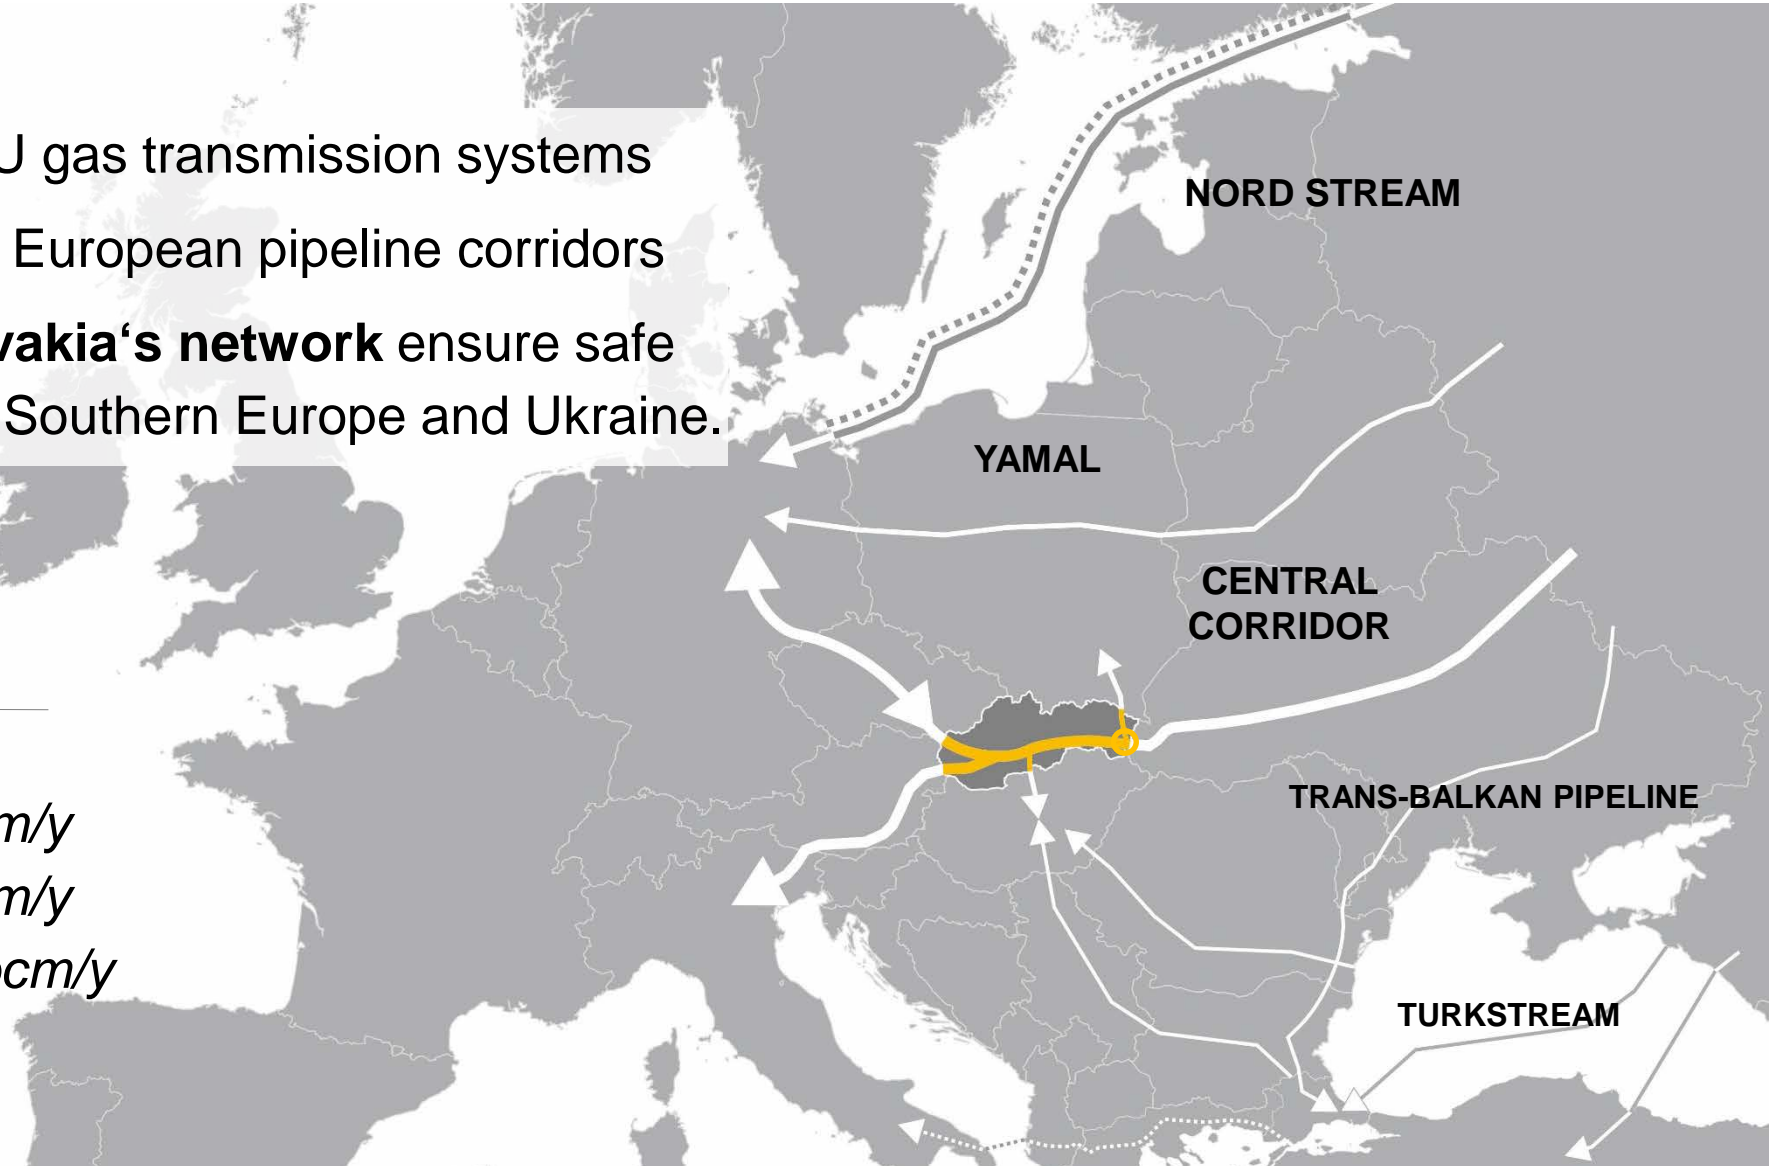 U gas transmission systems
European pipeline corridors
vakia‘s network ensure safe
Southern Europe and Ukraine.
m/y
m/y
bcm/y
NORD STREAM
YAMAL
CENTRAL
CORRIDOR
TRANS-BALKAN PIPELINE
TURKSTREAM